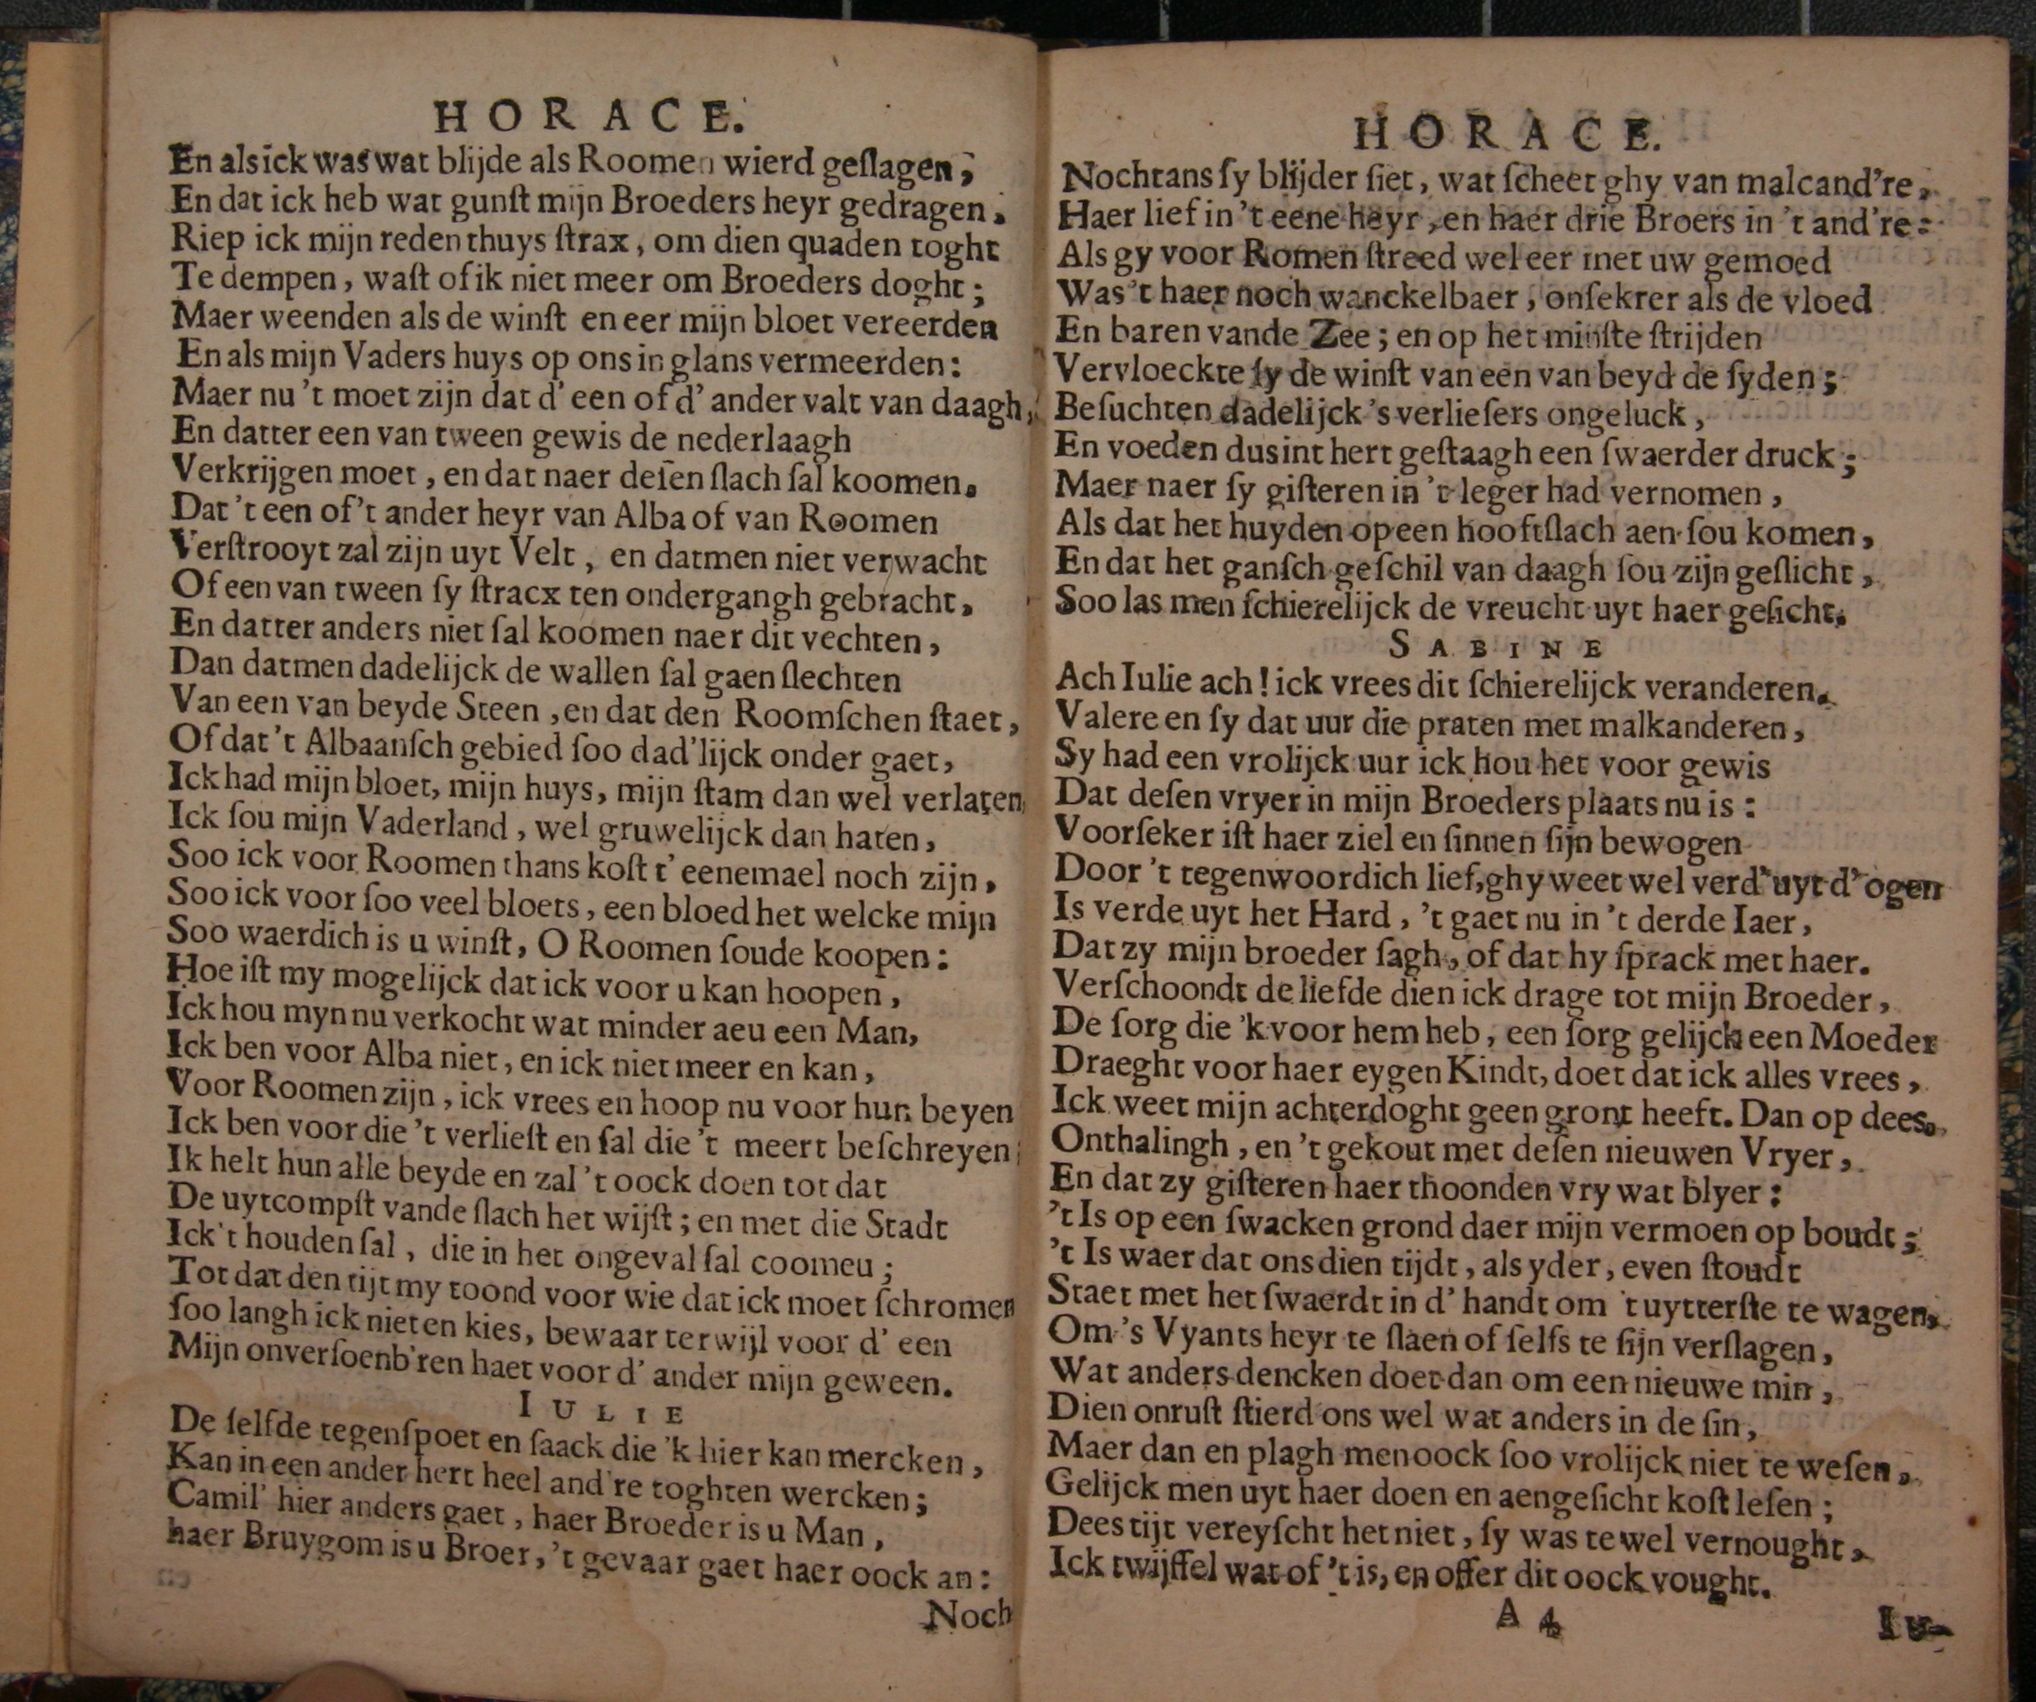 HORACE.
En als ick was wat blijde als Roomen wierd geſlagen,
En dat ick heb wat gunſt mijn Broeders heyr gedragen.
Riep ick mijn reden thuys ſtrax, om dien quaden toght
Te dempen, waſt of ik niet meer om Broeders doght;
Maer weenden als de winſt en eer mijn bloet vereerden
En als mijn Vaders huys op ons in glans vermeerden:
Maer nu 't moet zijn dat d' een of d' ander valt van daagh,
En datter een van tween gewis de nederlaagh
Verkrijgen moet, en dat naer deſen ſlach ſal koomen.
Dat 't een of 't ander heyr van Alba of van Roomen
Verſtrooyt zal zijn uyt Velt, en datmen niet verwacht
Of een van tween ſy ſtracx ten ondergangh gebracht.
En datter anders niet ſal koomen naer dit vechten,
Dan datmen dadelijck de wallen ſal gaen ſlechten
Van een van beyde Steen, en dat den Roomſchen ſtaet,
Of dat 't Albaanſch gebied ſoo dad'lijck onder gaet,
Ick had mijn bloet, mijn huys, mijn ſtam dan wel verlaten
Ick ſou mijn Vaderland, wel gruwelijck dan haten,
Soo ick voor Roomen thans koſt t' eenemael noch zijn,
Soo ick voor ſoo veel bloets, een bloed het welcke mijn
Soo waerdich is u winſt, O Roomen ſoude koopen:
Hoe iſt my mogelijck dat ick voor u kan hoopen,
Ick hou myn nu verkocht wat minder aeu een Man,
Ick ben voor Alba niet, en ick niet meer en kan,
Voor Roomen zijn, ick vrees en hoop nu voor hun beyen
Ick ben voor die 't verlieſt en ſal die 't meert beſchreyen;
Ik helt hun alle beyde en zal 't oock doen tot dat
De uytcompſt vande ſlach het wijſt; en met die Stadt
Ick 't houden ſal, die in het ongeval ſal coomeu;
Tot dat den tijt my toond voor wie dat ick moet ſchromen
ſoo langh ick niet en kies, bewaar terwijl voor d' een
Mijn onverſoenb'ren haet voor d' ander mijn geween.
IULIE
De ſelfde tegenſpoet en ſaack die 'k hier kan mercken,
Kan in een ander hert heel and're toghten wercken;
Camil' hier anders gaet, haer Broeder is u Man,
haer Bruygom is u Broer, 't gevaar gaet haer oock an:
Noch
HORACE.
Nochtans ſy blijder ſiet, wat ſcheet ghy van malcand're,
Haer lief in 't eene heyr, en haer drie Broers in 't and're:
Als gy voor Romen ſtreed wel eer met uw gemoed
Was 't haer noch wanckelbaer, onſekrer als de vloed
En baren vande Zee; en op het minſte ſtrijden
Vervloeckte ſy de winſt van een van beyd de ſyden;
Beſuchten dadelijck 's verlieſers ongeluck,
En voeden dus int hert geſtaagh een ſwaerder druck;
Maer naer ſy giſteren in 't leger had vernomen,
Als dat het huyden op een hooftſlach aen ſou komen,
En dat het ganſch geſchil van daagh ſou zijn geſlicht,
Soo las men ſchierelijck de vreucht uyt haer geſicht.
SABINE
Ach Iulie ach! ick vrees dit ſchierelijck veranderen.
Valere en ſy dat uur die praten met malkanderen,
Sy had een vrolijck uur ick hou het voor gewis
Dat deſen vryer in mijn Broeders plaats nu is:
Voorſeker iſt haer ziel en ſinnen ſijn bewogen
Door 't tegenwoordich lief, ghy weet wel verd' uyt d' ogen
Is verde uyt het Hard, 't gaet nu in 't derde Iaer,
Dat zy mijn broeder ſagh, of dat hy ſprack met haer.
Verſchoondt de liefde dien ick drage tot mijn Broeder,
De ſorg die 'k voor hem heb, een ſorg gelijck een Moeder
Draeght voor haer eygen Kindt, doet dat ick alles vrees,
Ick weet mijn achterdoght geen gront heeft. Dan op dees.
Onthalingh, en 't gekout met deſen nieuwen Vryer,
En dat zy giſteren haer thoonden vry wat blyer:
't Is op een ſwacken grond daer mijn vermoen op boudt;
't Is waer dat ons dien tijdt, als yder, even ſtoudt
Staet met het ſwaerdt in d' handt om 't uytterſte te wagen,
Om 's Vyants heyr te ſlaen of ſelfs te ſijn verſlagen,
Wat anders dencken doet dan om een nieuwe min,
Dien onruſt ſtierd ons wel wat anders in de ſin,
Maer dan en plagh men oock ſoo vrolijck niet te weſen,
Gelijck men uyt haer doen en aengeſicht koſt leſen;
Dees tijt vereyſcht het niet, ſy was te wel vernought,
Ick twijffel wat of 't is, en offer dit oock vought.
A 4
Iu-